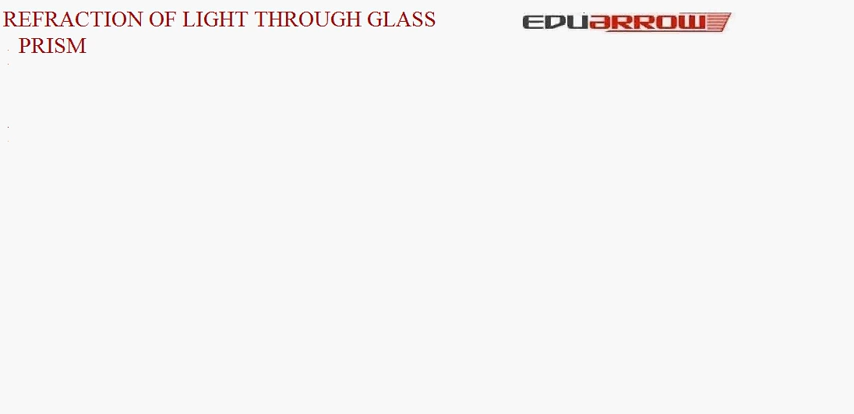 REFRACTION OF LIGHT THROUGH GLASS
PRISM
EDUARROW